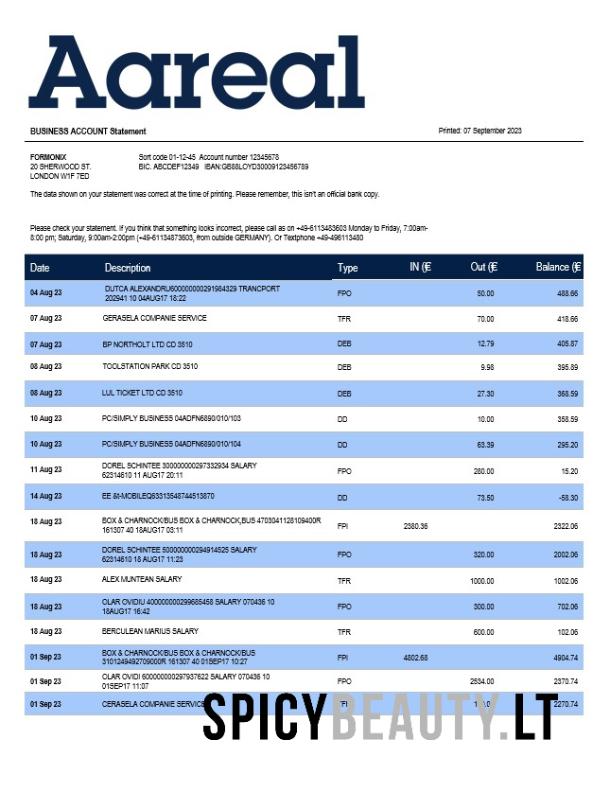 Aareal
BUSINESS ACCOUNT Statement Printed: 07 September 2023
FORMONIX Sort code 01-12-45 Account number 12345678
20 SHERWOOD ST. BIC. ABCDEF12349 IBAN:GB88LOYD30009123456789
LONDON W1F 7ED
The data shown on your statement was correct at the time of printing. Please remember, this isn't an official bank copy.
Please check your statement. If you think that something looks incorrect, please call as on +49-6113483603 Monday to Friday, 7:00am-
8:00 pm; Saturday, 9:00am-2:00pm (+49-61134873603, from outside GERMANY). Or Textphone +49-496113480
Date Description Type IN (€ Out (€ Balance (€
04 Aug 23 DUTCA ALEXANDRU600000000291984329 TRANCPORT FPO 50.00 488.66
202941 10 04AUG17 18:22
07 Aug 23 GERASELA COMPANIE SERVICE TFR 70.00 418.66
07 Aug 23 BP NORTHOLT LTD CD 3510 DEB 12.79 405.87
08 Aug 23 TOOLSTATION PARK CD 3510 DEB 9.98 395.89
08 Aug 23 LUL TICKET LTD CD 3510 DEB 27.30 368.59
10 Aug 23 PC/SIMPLY BUSINESS 04ADFN6890/010/103 DD 10.00 358.59
10 Aug 23 PC/SIMPLY BUSINESS 04ADFN6890/010/104 DD 63.39 295.20
11 Aug 23 DOREL SCHINTEE 300000000297332934 SALARY FPO 280.00 15.20
62314610 11 AUG17 20:11
14 Aug 23 EE &t-MOBILEQ63313548744513870 DD 73.50 -58.30
18 Aug 23 BOX & CHARNOCK/BUS BOX & CHARNOCK,BUS 4703041128109400R FPI 2380.36 2322.06
161307 40 18AUG17 03:11
18 Aug 23 DOREL SCHINTEE 500000000294914525 SALARY FPO 320.00 2002.06
62314610 18 AUG17 11:23
18 Aug 23 ALEX MUNTEAN SALARY TFR 1000.00 1002.06
18 Aug 23 OLAR OVIDIU 400000000299685458 SALARY 070436 10 FPO 300.00 702.06
18AUG17 16:42
18 Aug 23 BERCULEAN MARIUS SALARY TFR 600.00 102.06
01 Sep 23 BOX & CHARNOCK/BUS BOX & CHARNOCK/BUS FPI 4802.68 4904.74
3101249492709000R 161307 40 01SEP17 10:27
01 Sep 23 OLAR OVIDI 600000000297937622 SALARY 070436 10 FPO 2534.00 2370.74
01SEP17 11:07
01 Sep 23 CERASELA COMPANIE SERVICE 2270.74
SPICYBEAUTY.LT